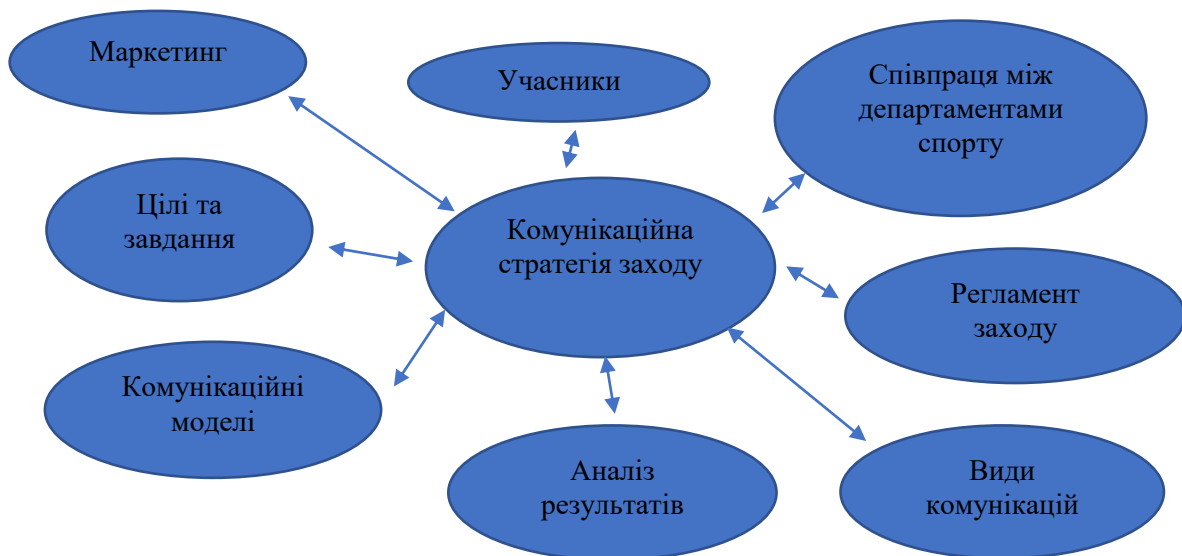 Маркетинг
Учасники
Співпраця між
департаментами
спорту
Цілі та
завдання
Комунікаційна
стратегія заходу
Регламент
заходу
Комунікаційні
моделі
Аналіз
результатів
Види
комунікацій